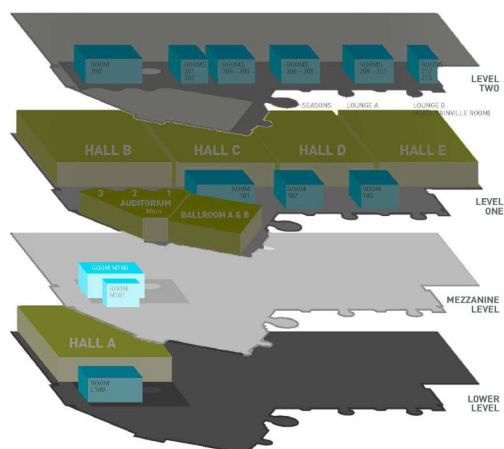 ROOM
200
ROOMS
201
202
ROOMS
203 - 205
ROOMS
206 - 208
ROOMS
209 - 211
ROOMS
212
213
LEVEL
TWO
SEASONS
LOUNGE A
LOUNGE B
HALL B
HALL C
HALL D
HALL E
3 2 1
AUDITORIUM
Main
BALLROOM A & B
ROOM
101
ROOM
102
ROOM
103
LEVEL
ONE
ROOM M100
ROOM
M101
MEZZANINE
LEVEL
HALL A
ROOM
L100
LOWER
LEVEL